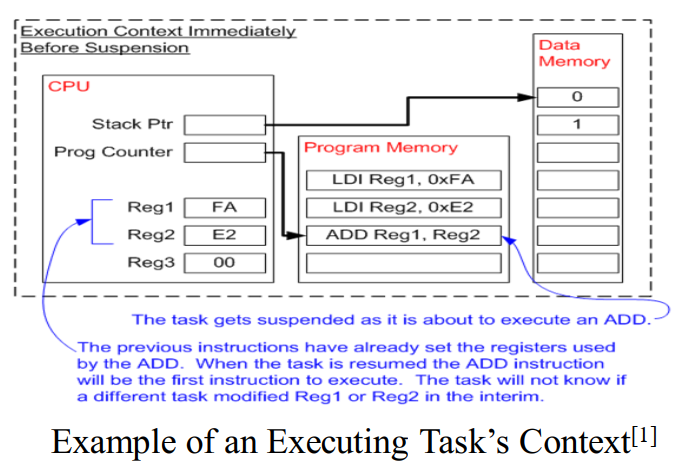 Execution Context Immediately
Before Suspension
Data
Memory
CPU
0
Stack Ptr
1
Prog Counter
Program Memory
LDI Reg1, 0xFA
Reg1 FA
LDI Reg2, 0xE2
Reg2 E2
ADD Reg1, Reg2
Reg3 00
The task gets suspended as it is about to execute an ADD.
The previous instructions have already set the registers used
by the ADD. When the task is resumed the ADD instruction
will be the first instruction to execute. The task will not know if
a different task modified Reg1 or Reg2 in the interim.
Example of an Executing Task's Context[1]